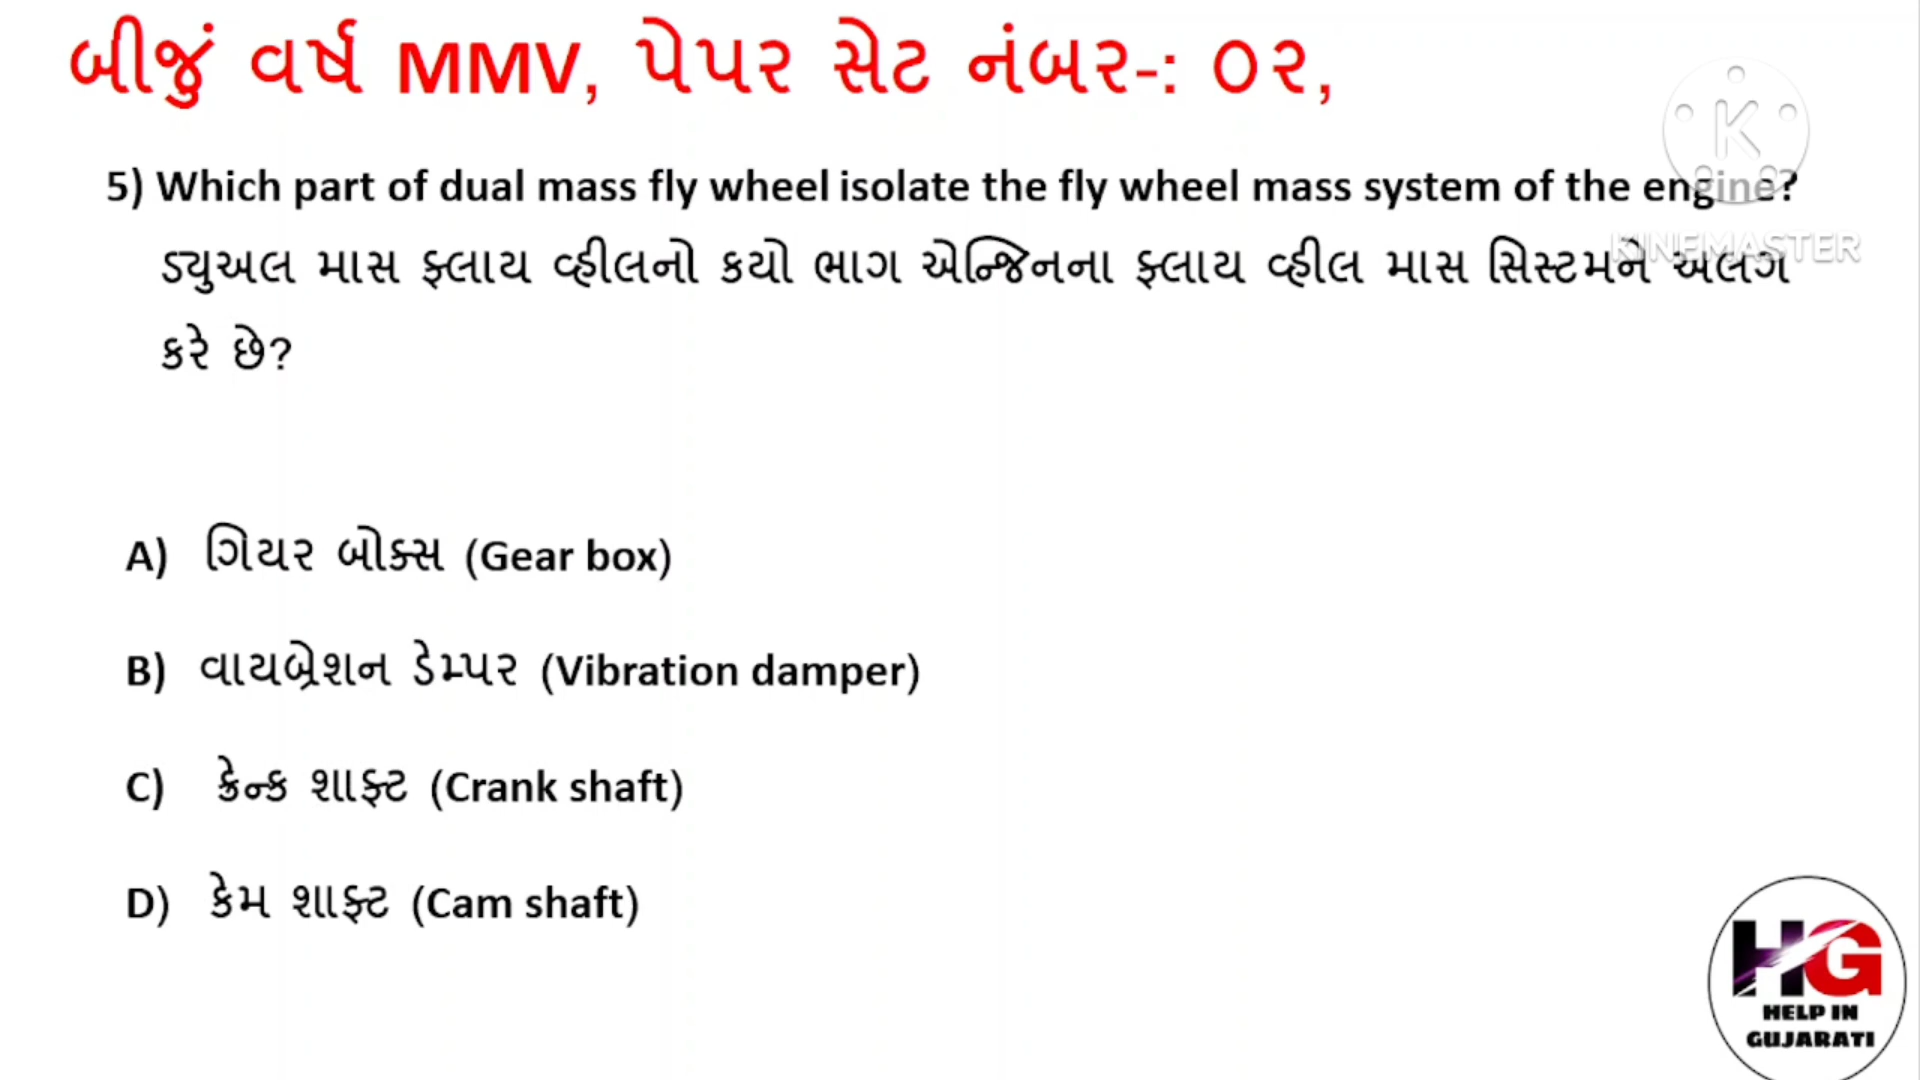 બીજું વર્ષ MMV, પેપર સેટ નંબર-: ૦૨,
5) Which part of dual mass fly wheel isolate the fly wheel mass system of the engine?
ડ્યુઅલ માસ ફ્લાય વ્હીલનો કયો ભાગ એન્જિનના ફ્લાય વ્હીલ માસ સિસ્ટમને અલગ
કરે છે?
A) ગિયર બોક્સ (Gear box)
B) વાયબ્રેશન ડેમ્પર (Vibration damper)
C) ક્રેન્ક શાફ્ટ (Crank shaft)
D) કેમ શાફ્ટ (Cam shaft)
K
KINEMASTER
HG
HELP IN
GUJARATI